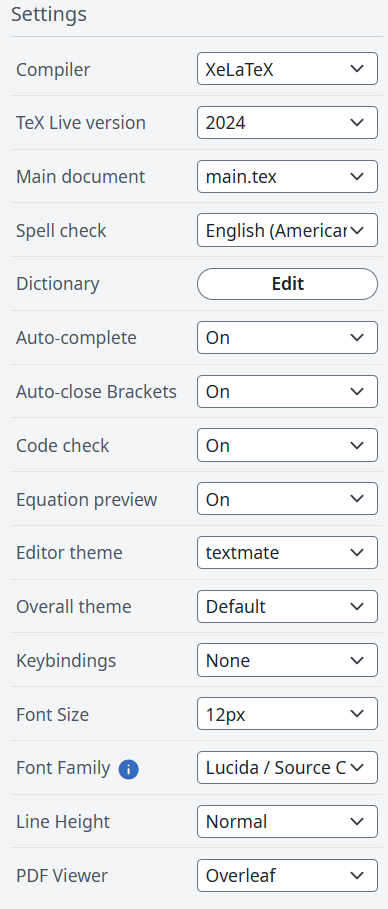 Settings
Compiler XeLaTeX
TeX Live version 2024
Main document main.tex
Spell check English (American
Dictionary Edit
Auto-complete On
Auto-close Brackets On
Code check On
Equation preview On
Editor theme textmate
Overall theme Default
Keybindings None
Font Size 12px
Font Family i Lucida / Source C
Line Height Normal
PDF Viewer Overleaf